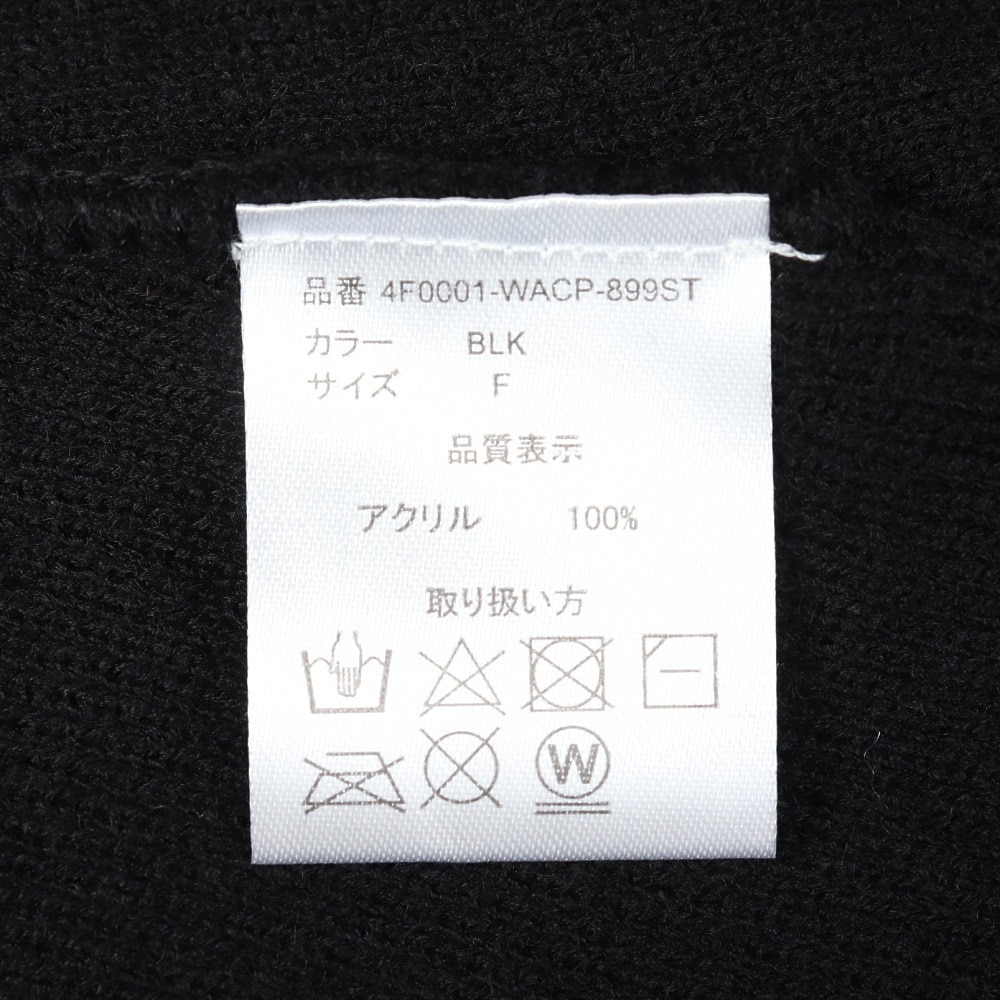 品番 4F0001-WACP-899ST
カラー BLK
サイズ F
品質表示
アクリル 100%
取り扱い方
W